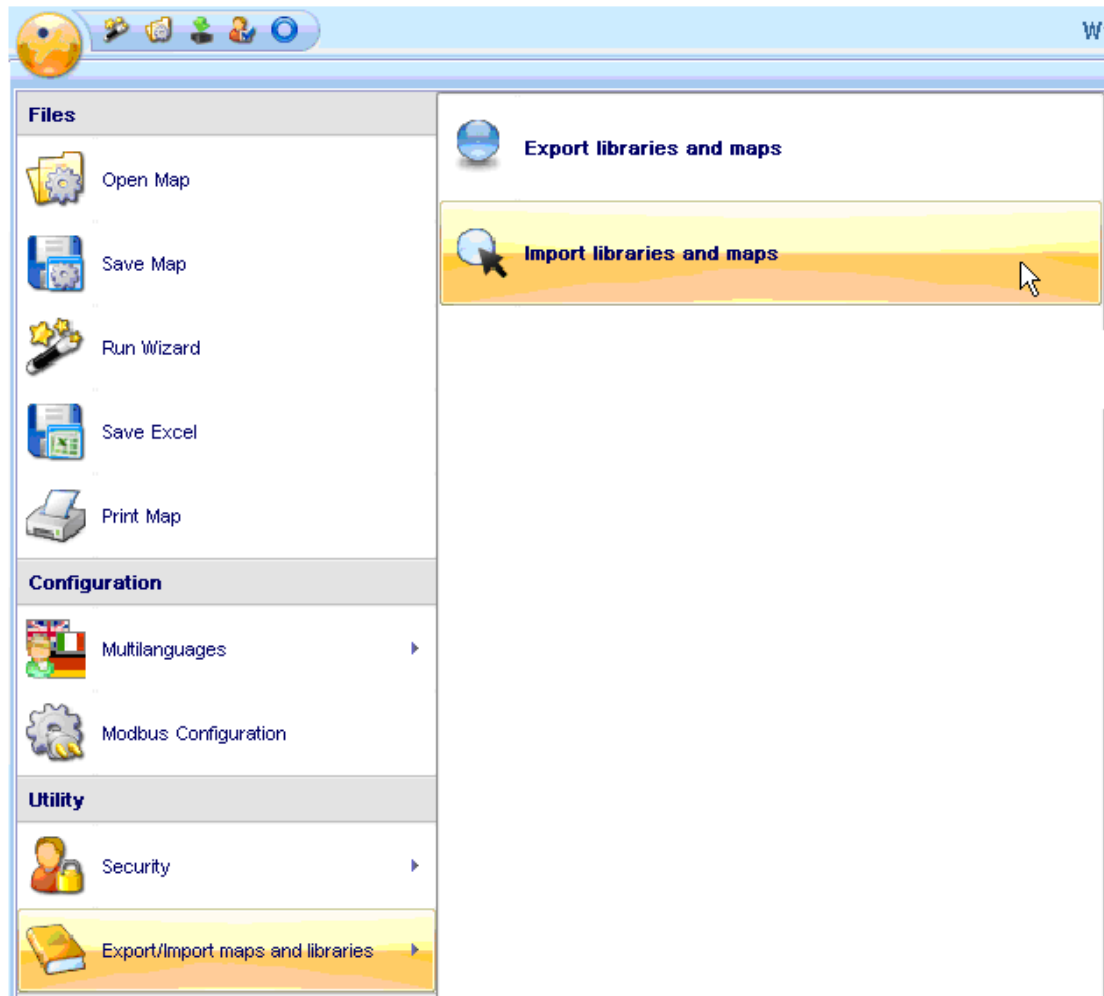 W
Files
Open Map
Save Map
Run Wizard
Save Excel
Print Map
Configuration
Multilanguages
Modbus Configuration
Utility
Security
Export/Import maps and libraries
Export libraries and maps
Import libraries and maps